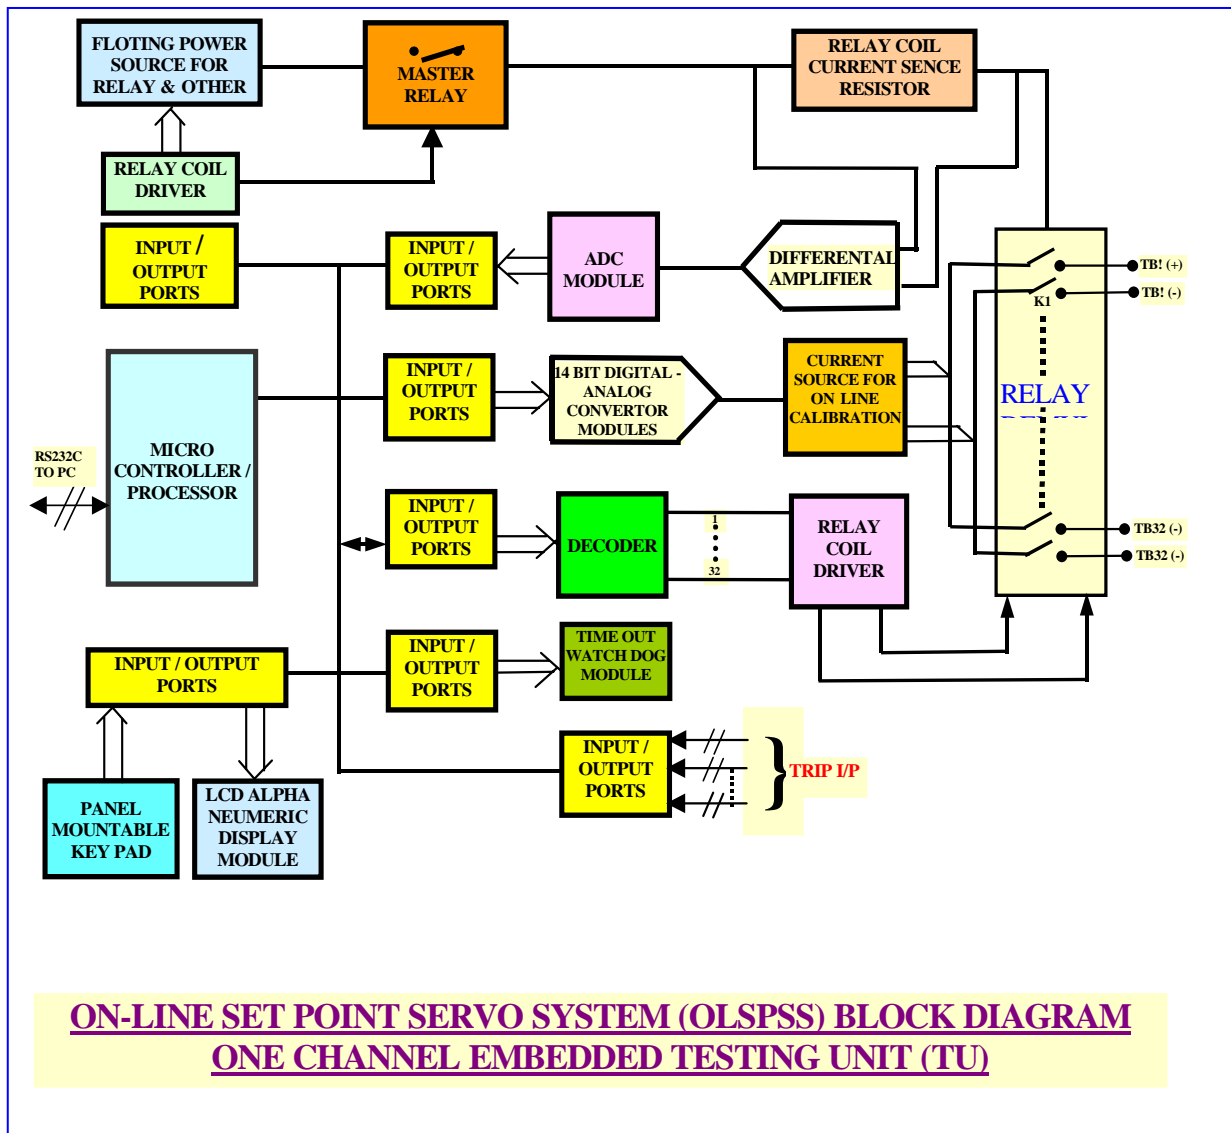 FLOTING POWER
SOURCE FOR
RELAY & OTHER
MASTER
RELAY
RELAY COIL
CURRENT SENCE
RESISTOR
RELAY COIL
DRIVER
INPUT /
OUTPUT
PORTS
INPUT /
OUTPUT
PORTS
ADC
MODULE
DIFFERENTAL
AMPLIFIER
TB! (+)
TB! (-)
K1
MICRO
CONTROLLER /
PROCESSOR
INPUT /
OUTPUT
PORTS
14 BIT DIGITAL -
ANALOG
CONVERTOR
MODULES
CURRENT
SOURCE FOR
ON LINE
CALIBRATION
RELAY
RS232C
TO PC
INPUT /
OUTPUT
PORTS
DECODER
1
32
RELAY
COIL
DRIVER
TB32 (-)
TB32 (-)
INPUT / OUTPUT
PORTS
INPUT /
OUTPUT
PORTS
TIME OUT
WATCH DOG
MODULE
INPUT /
OUTPUT
PORTS
TRIP I/P
PANEL
MOUNTABLE
KEY PAD
LCD ALPHA
NEUMERIC
DISPLAY
MODULE
ON-LINE SET POINT SERVO SYSTEM (OLSPSS) BLOCK DIAGRAM
ONE CHANNEL EMBEDDED TESTING UNIT (TU)